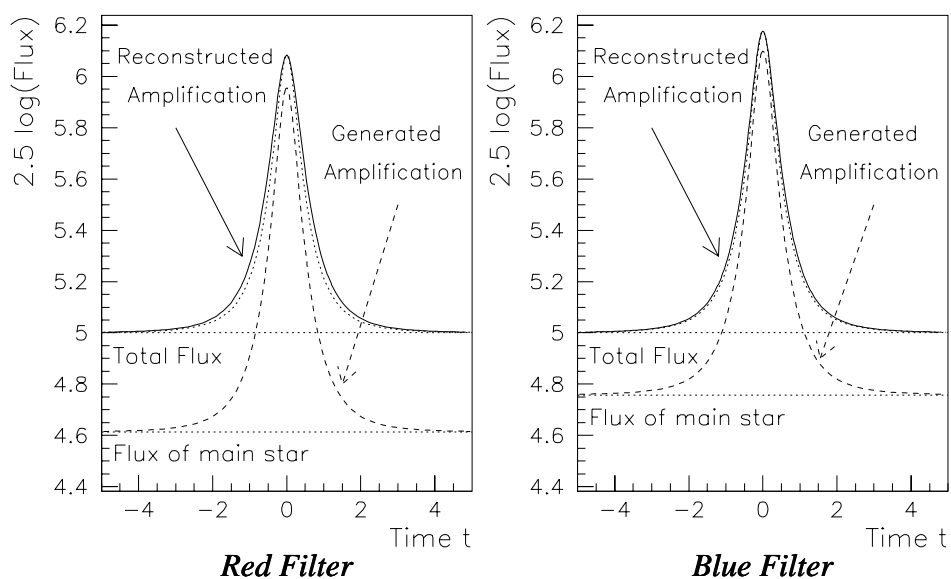 2.5 log(Flux)
6.2
6
5.8
5.6
5.4
5.2
5
4.8
4.6
4.4
Reconstructed
Amplification
Generated
Amplification
Total Flux
Flux of main star
−4
−2
0
2
4
Time t
Red Filter
2.5 log(Flux)
6.2
6
5.8
5.6
5.4
5.2
5
4.8
4.6
4.4
Reconstructed
Amplification
Generated
Amplification
Total Flux
Flux of main star
−4
−2
0
2
4
Time t
Blue Filter